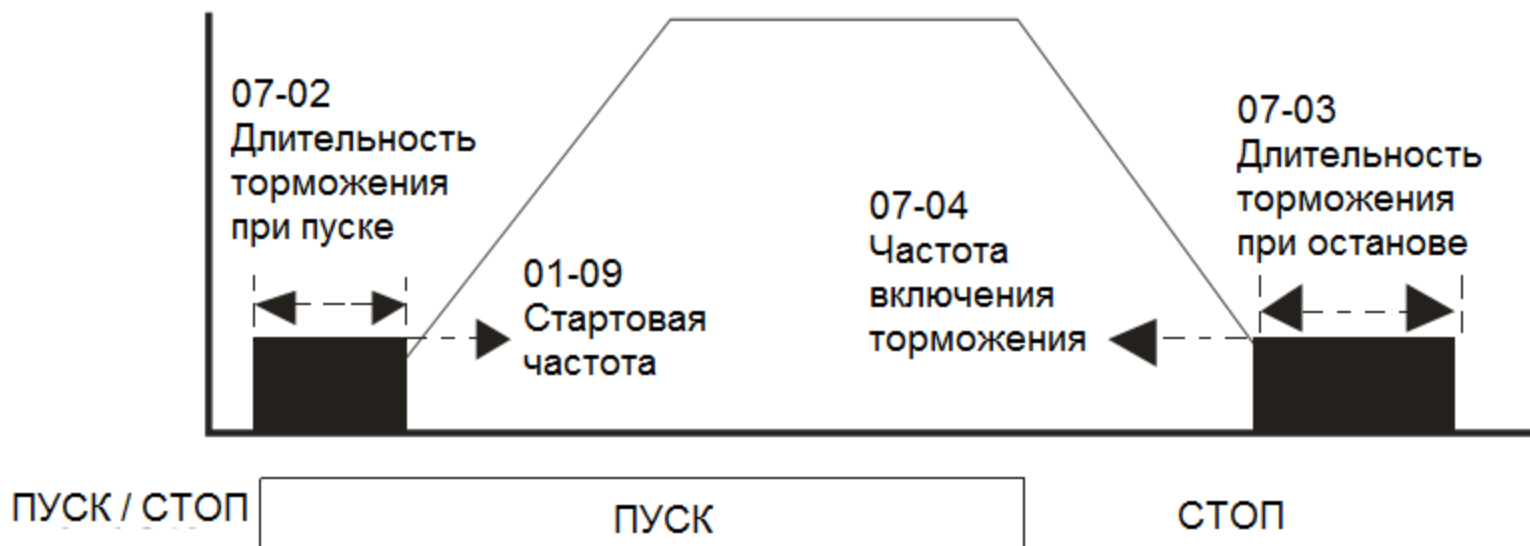 07-02
Длительность
торможения
при пуске
01-09
Стартовая
частота
07-04
Частота
включения
торможения
07-03
Длительность
торможения
при останове
ПУСК / СТОП
ПУСК
СТОП